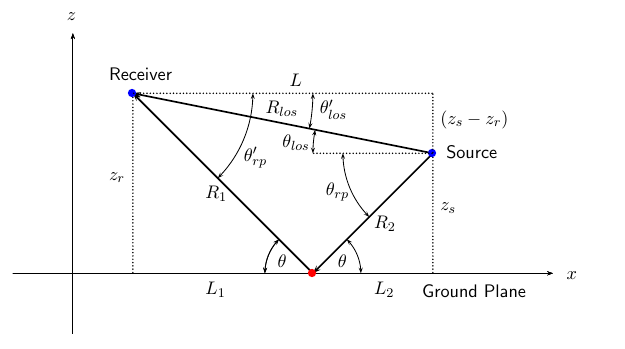 z
Receiver
L
R_los
θ′_los
(z_s − z_r)
θ_los
Source
θ′_rp
z_r
θ_rp
R_1
z_s
R_2
θ
θ
x
L_1
L_2
Ground Plane